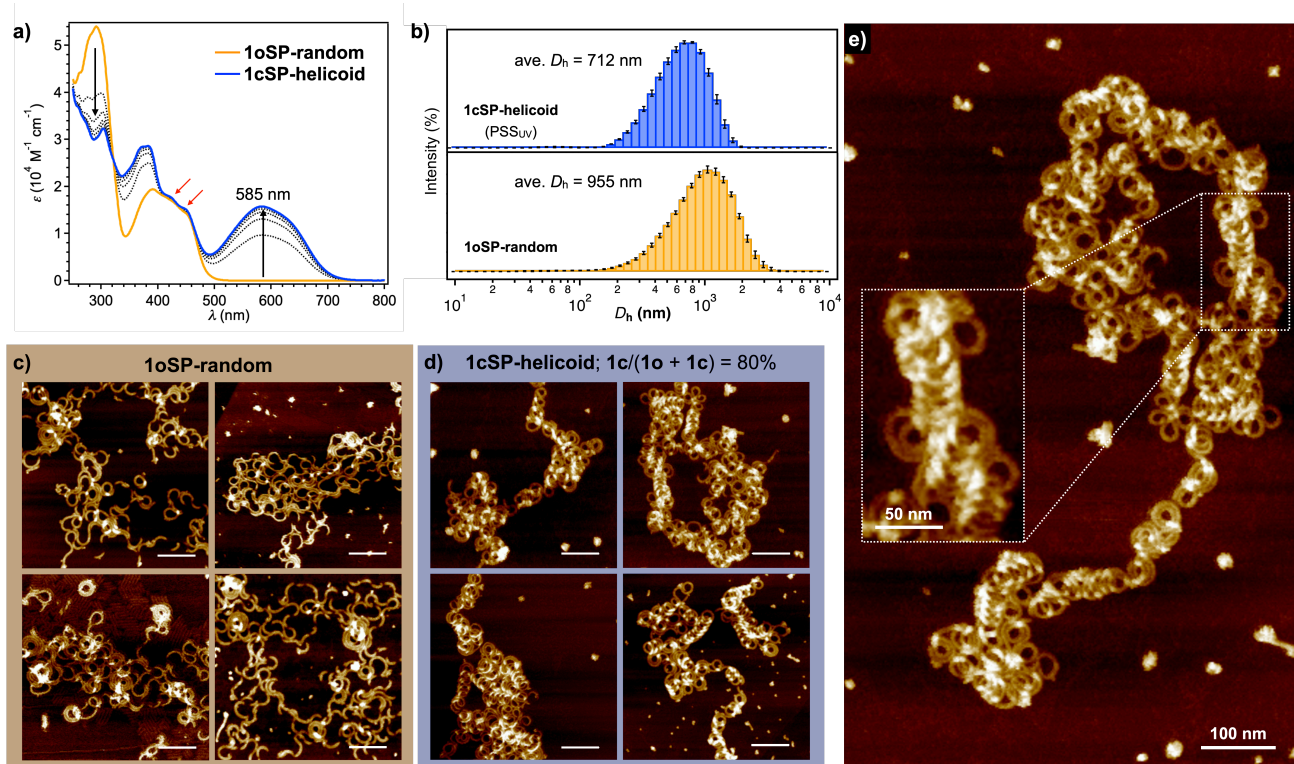 a)
1oSP-random
1cSP-helicoid
585 nm
ε (10⁴ M⁻¹ cm⁻¹)
5
4
3
2
1
0
300 400 500 600 700 800
λ (nm)
b)
ave. Dₕ = 712 nm
1cSP-helicoid
(PSS_UV)
ave. Dₕ = 955 nm
1oSP-random
Intensity (%)
10¹ 2 4 6 8 10² 2 4 6 8 10³ 2 4 6 8 10⁴
Dₕ (nm)
c) 1oSP-random
d) 1cSP-helicoid; 1c/(1o + 1c) = 80%
e)
50 nm
100 nm